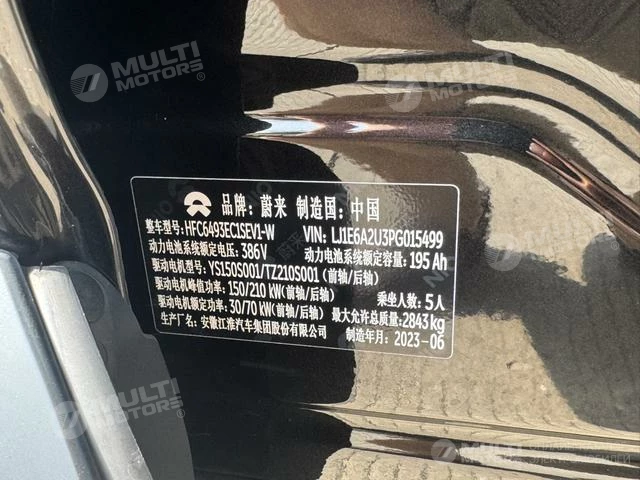 MULTI
MOTORS
品牌: 蔚来 制造国: 中国
整车型号: HFC6493EC1SEV1-W VIN: LJ1E6A2U3PG015499
动力电池系统额定电压: 386V 动力电池系统额定容量: 195 Ah
驱动电机型号: YS150S001/TZ210S001 (前轴/后轴)
驱动电机峰值功率: 150/210 kW(前轴/后轴) 乘坐人数: 5人
驱动电机额定功率: 30/70 kW(前轴/后轴) 最大允许总质量: 2843 kg
生产厂名: 安徽江淮汽车集团股份有限公司 制造年月: 2023-06
MULTI
MOTORS
MULTI